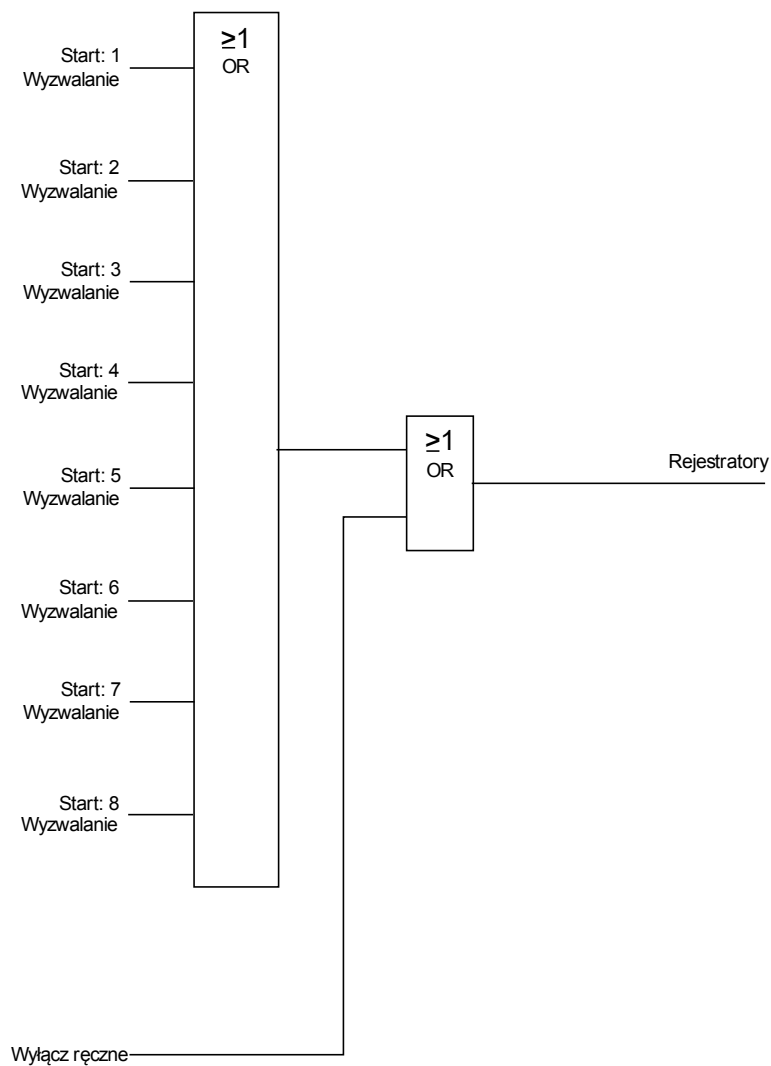 ≥1
OR
Start: 1
Wyzwalanie
Start: 2
Wyzwalanie
Start: 3
Wyzwalanie
Start: 4
Wyzwalanie
≥1
OR
Rejestratory
Start: 5
Wyzwalanie
Start: 6
Wyzwalanie
Start: 7
Wyzwalanie
Start: 8
Wyzwalanie
Wyłącz ręczne